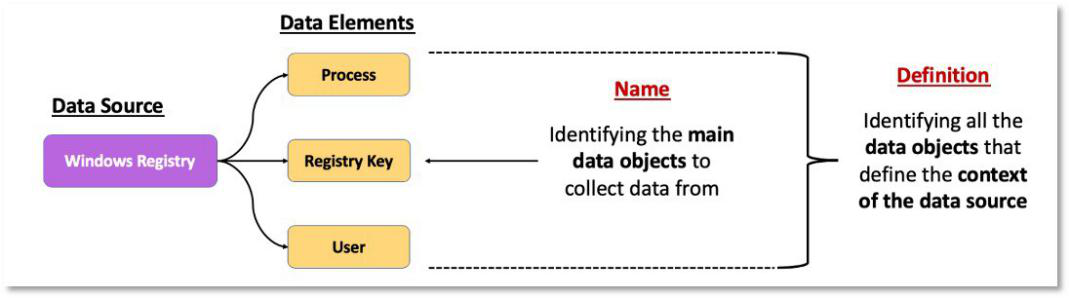 Data Elements
Process
Data Source
Windows Registry
Registry Key
User
Name
Identifying the main
data objects to
collect data from
Definition
Identifying all the
data objects that
define the context
of the data source